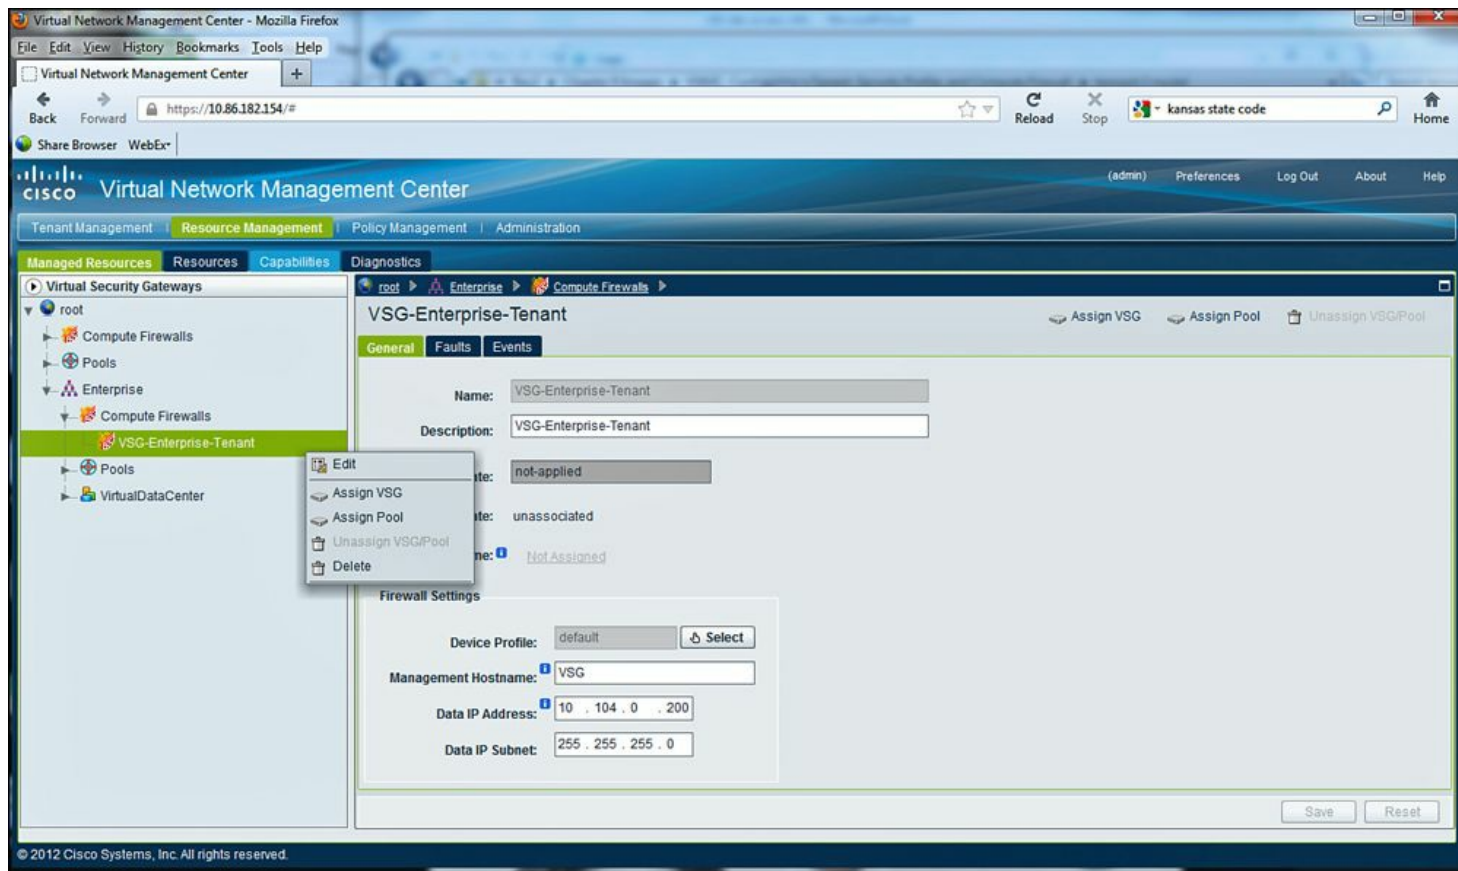 Virtual Network Management Center - Mozilla Firefox
File Edit View History Bookmarks Tools Help
Virtual Network Management Center +
Back Forward https://10.86.182.154/# Reload Stop kansas state code Home
Share Browser WebEx
CISCO Virtual Network Management Center (admin) Preferences Log Out About Help
Tenant Management | Resource Management | Policy Management | Administration
Managed Resources Resources Capabilities Diagnostics
Virtual Security Gateways
root
Compute Firewalls
Pools
Enterprise
Compute Firewalls
VSG-Enterprise-Tenant
Pools
VirtualDataCenter
Edit
Assign VSG
Assign Pool
Unassign VSG/Pool
Delete
root Enterprise Compute Firewalls
VSG-Enterprise-Tenant Assign VSG Assign Pool Unassign VSG/Pool
General Faults Events
Name: VSG-Enterprise-Tenant
Description: VSG-Enterprise-Tenant
te: not-applied
te: unassociated
me: Not Assigned
Firewall Settings
Device Profile: default Select
Management Hostname: VSG
Data IP Address: 10 . 104 . 0 . 200
Data IP Subnet: 255 . 255 . 255 . 0
Save Reset
© 2012 Cisco Systems, Inc. All rights reserved.